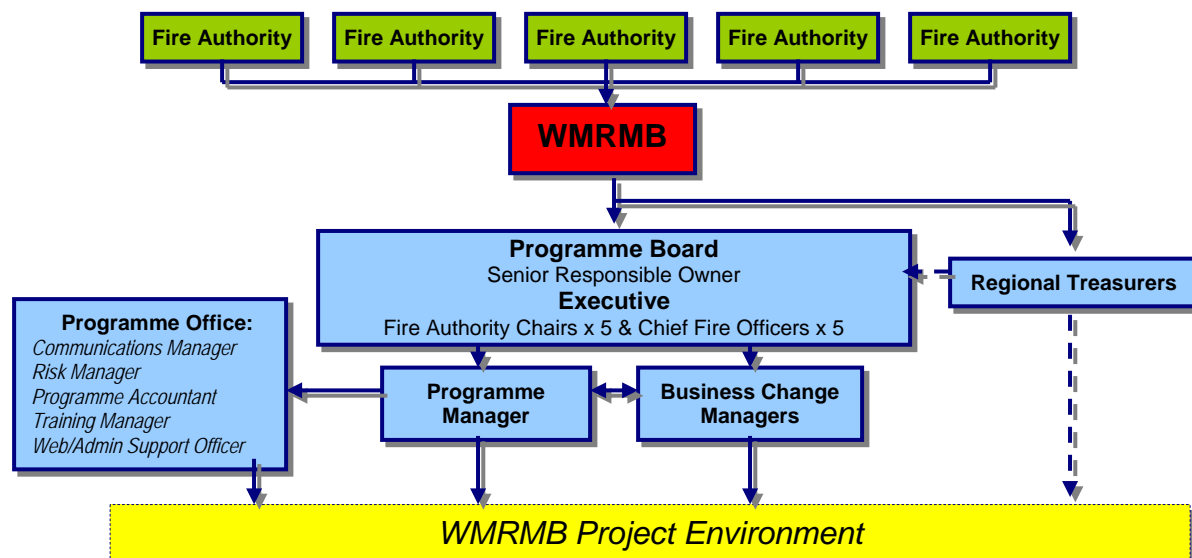 Fire Authority
Fire Authority
Fire Authority
Fire Authority
Fire Authority
WMRMB
Programme Board
Senior Responsible Owner
Executive
Fire Authority Chairs x 5 & Chief Fire Officers x 5
Regional Treasurers
Programme Office:
Communications Manager
Risk Manager
Programme Accountant
Training Manager
Web/Admin Support Officer
Programme
Manager
Business Change
Managers
WMRMB Project Environment